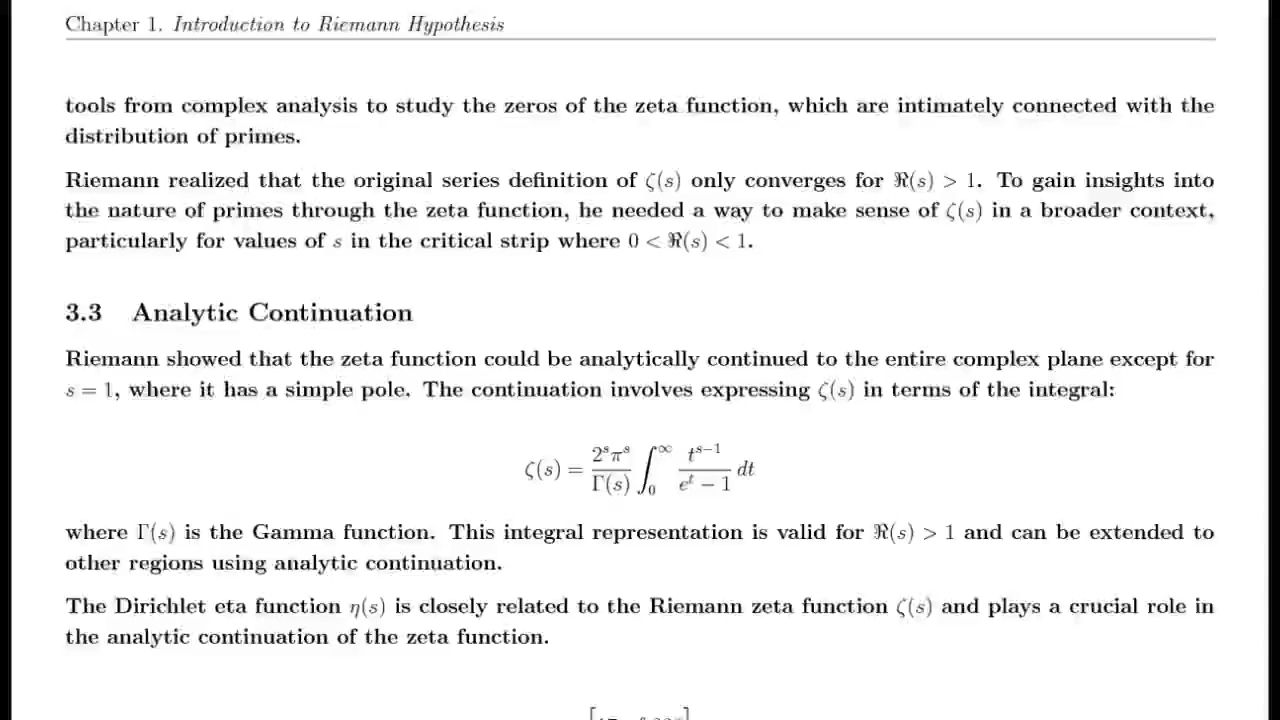 Chapter 1. Introduction to Riemann Hypothesis
tools from complex analysis to study the zeros of the zeta function, which are intimately connected with the
distribution of primes.
Riemann realized that the original series definition of ζ(s) only converges for ℜ(s) > 1. To gain insights into
the nature of primes through the zeta function, he needed a way to make sense of ζ(s) in a broader context,
particularly for values of s in the critical strip where 0 < ℜ(s) < 1.
3.3 Analytic Continuation
Riemann showed that the zeta function could be analytically continued to the entire complex plane except for
s = 1, where it has a simple pole. The continuation involves expressing ζ(s) in terms of the integral:
ζ(s) = 2^s π^s / Γ(s) ∫_0^∞ t^{s−1} / (e^t − 1) dt
where Γ(s) is the Gamma function. This integral representation is valid for ℜ(s) > 1 and can be extended to
other regions using analytic continuation.
The Dirichlet eta function η(s) is closely related to the Riemann zeta function ζ(s) and plays a crucial role in
the analytic continuation of the zeta function.